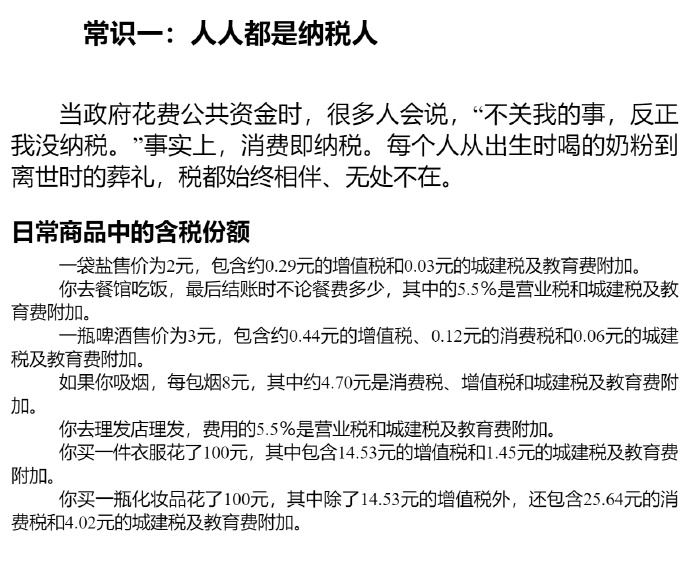 常识一：人人都是纳税人
当政府花费公共资金时，很多人会说，“不关我的事，反正
我没纳税。”事实上，消费即纳税。每个人从出生时喝的奶粉到
离世时的葬礼，税都始终相伴、无处不在。
日常商品中的含税份额
一袋盐售价为2元，包含约0.29元的增值税和0.03元的城建税及教育费附加。
你去餐馆吃饭，最后结账时不论餐费多少，其中的5.5%是营业税和城建税及教
育费附加。
一瓶啤酒售价为3元，包含约0.44元的增值税、0.12元的消费税和0.06元的城建
税及教育费附加。
如果你吸烟，每包烟8元，其中约4.70元是消费税、增值税和城建税及教育费附
加。
你去理发店理发，费用的5.5%是营业税和城建税及教育费附加。
你买一件衣服花了100元，其中包含14.53元的增值税和1.45元的城建税及教育费
附加。
你买一瓶化妆品花了100元，其中除了14.53元的增值税外，还包含25.64元的消
费税和4.02元的城建税及教育费附加。